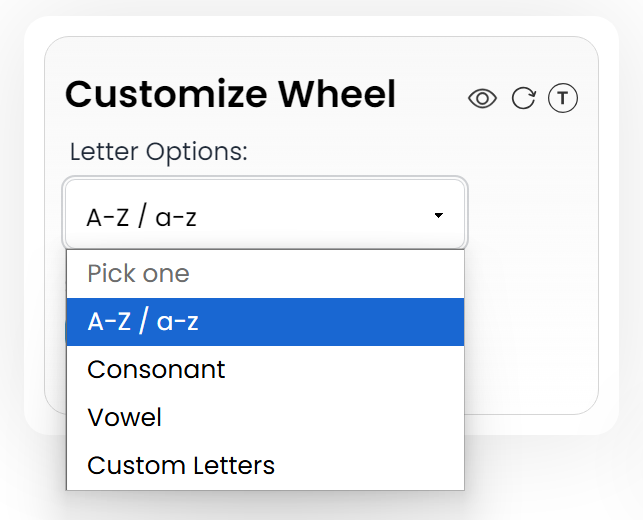 Customize Wheel
T
Letter Options:
A-Z / a-z
Pick one
A-Z / a-z
Consonant
Vowel
Custom Letters